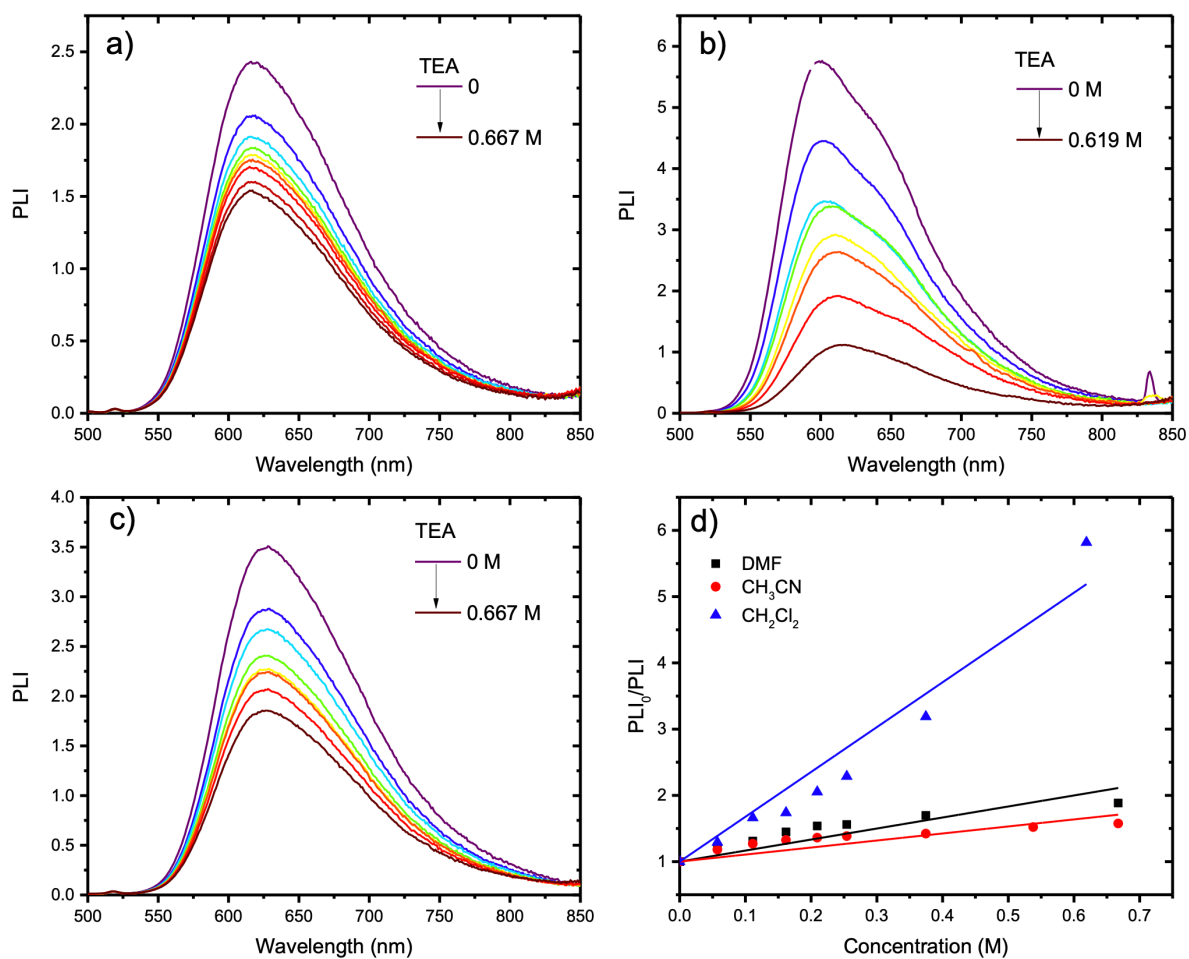 a)
TEA
0
0.667 M
2.5
2.0
1.5
1.0
0.5
0.0
PLI
500 550 600 650 700 750 800 850
Wavelength (nm)
b)
TEA
0 M
0.619 M
6
5
4
3
2
1
0
PLI
500 550 600 650 700 750 800 850
Wavelength (nm)
c)
TEA
0 M
0.667 M
4.0
3.5
3.0
2.5
2.0
1.5
1.0
0.5
0.0
PLI
500 550 600 650 700 750 800 850
Wavelength (nm)
d)
DMF
CH₃CN
CH₂Cl₂
6
5
4
3
2
1
PLI₀/PLI
0.0 0.1 0.2 0.3 0.4 0.5 0.6 0.7
Concentration (M)